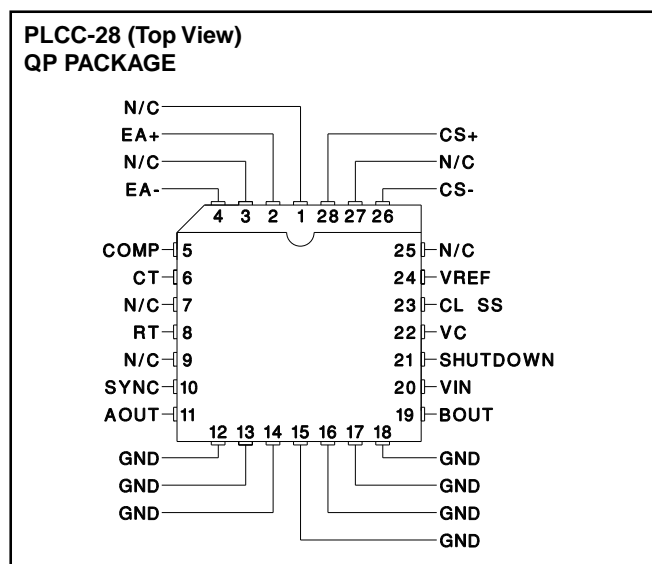 PLCC-28 (Top View)
QP PACKAGE
N/C
EA+ CS+
N/C N/C
EA- CS-
4 3 2 1 28 27 26
COMP 5 25 N/C
CT 6 24 VREF
N/C 7 23 CL SS
RT 8 22 VC
N/C 9 21 SHUTDOWN
SYNC 10 20 VIN
AOUT 11 19 BOUT
12 13 14 15 16 17 18
GND GND
GND GND
GND GND
GND